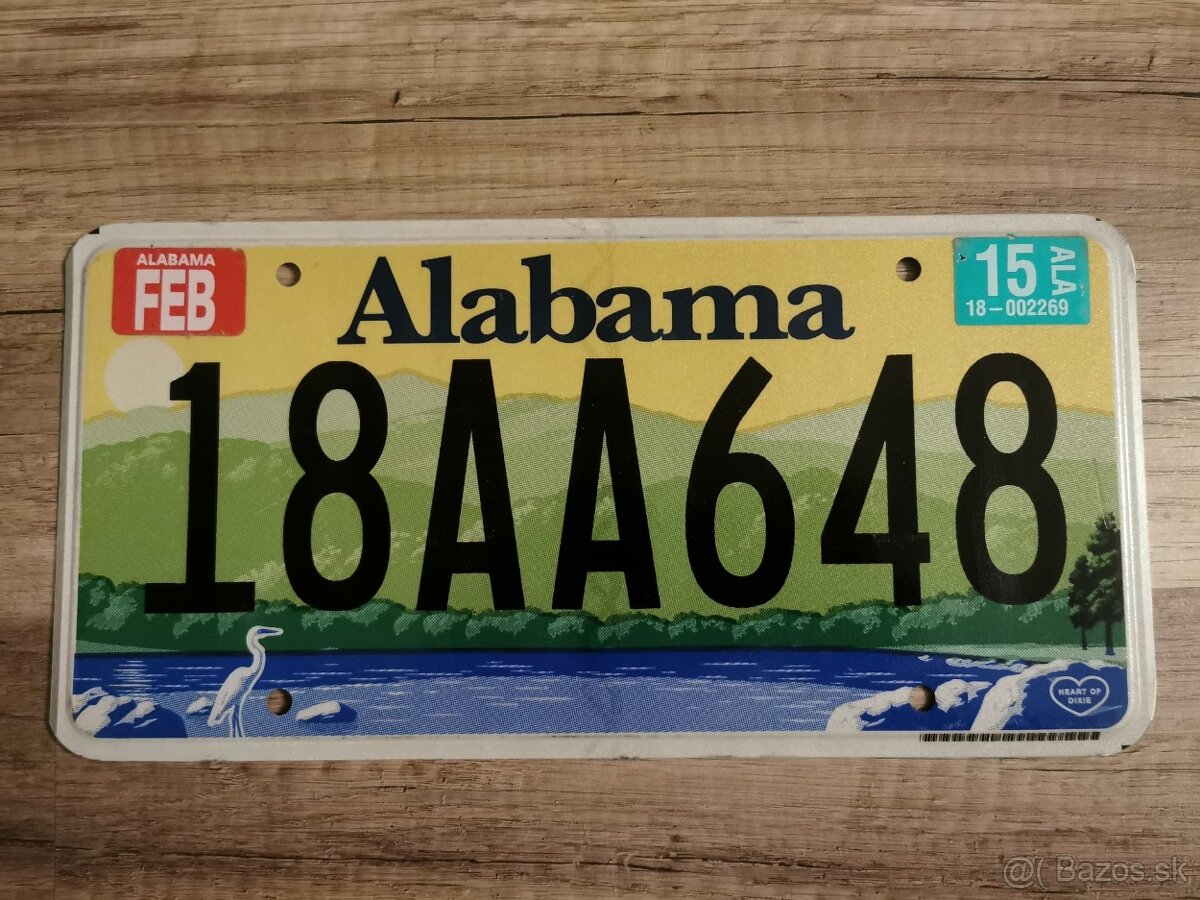 ALABAMA
FEB
Alabama
15
ALA
18-002269
18AA648
HEART OF
DIXIE
@( Bazos.sk